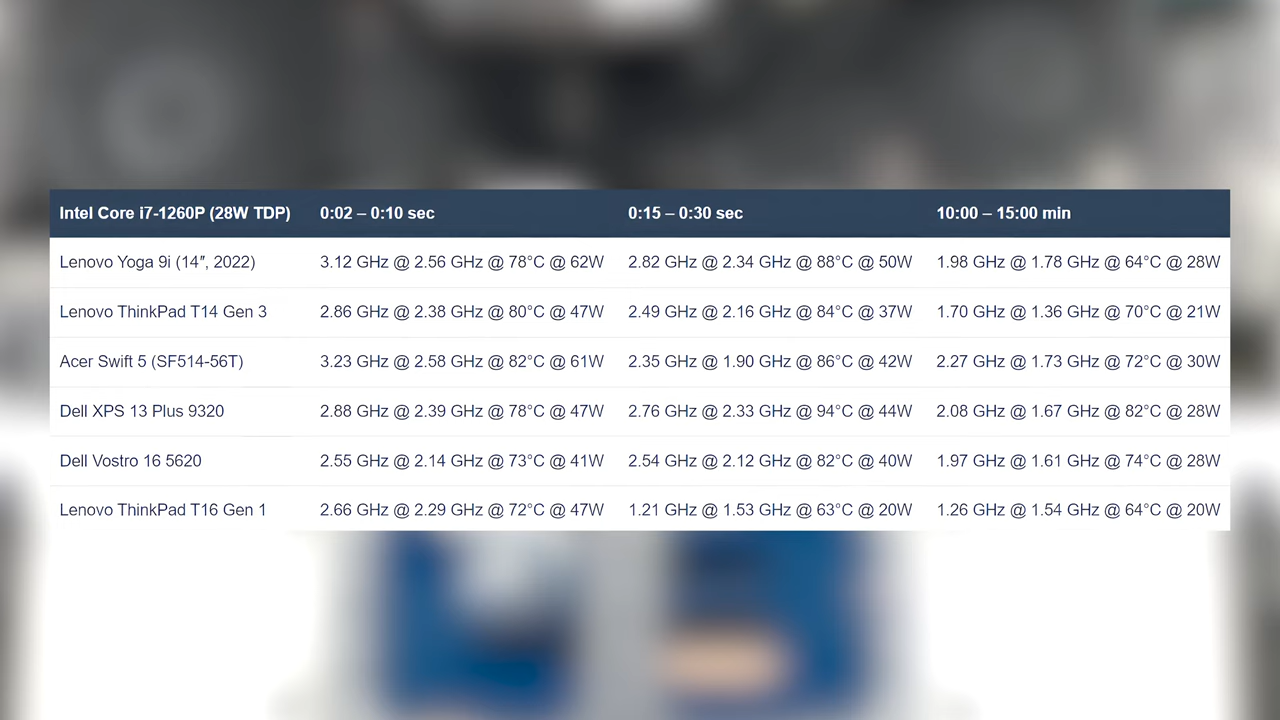 Intel Core i7-1260P (28W TDP) 0:02 – 0:10 sec 0:15 – 0:30 sec 10:00 – 15:00 min
Lenovo Yoga 9i (14″, 2022) 3.12 GHz @ 2.56 GHz @ 78°C @ 62W 2.82 GHz @ 2.34 GHz @ 88°C @ 50W 1.98 GHz @ 1.78 GHz @ 64°C @ 28W
Lenovo ThinkPad T14 Gen 3 2.86 GHz @ 2.38 GHz @ 80°C @ 47W 2.49 GHz @ 2.16 GHz @ 84°C @ 37W 1.70 GHz @ 1.36 GHz @ 70°C @ 21W
Acer Swift 5 (SF514-56T) 3.23 GHz @ 2.58 GHz @ 82°C @ 61W 2.35 GHz @ 1.90 GHz @ 86°C @ 42W 2.27 GHz @ 1.73 GHz @ 72°C @ 30W
Dell XPS 13 Plus 9320 2.88 GHz @ 2.39 GHz @ 78°C @ 47W 2.76 GHz @ 2.33 GHz @ 94°C @ 44W 2.08 GHz @ 1.67 GHz @ 82°C @ 28W
Dell Vostro 16 5620 2.55 GHz @ 2.14 GHz @ 73°C @ 41W 2.54 GHz @ 2.12 GHz @ 82°C @ 40W 1.97 GHz @ 1.61 GHz @ 74°C @ 28W
Lenovo ThinkPad T16 Gen 1 2.66 GHz @ 2.29 GHz @ 72°C @ 47W 1.21 GHz @ 1.53 GHz @ 63°C @ 20W 1.26 GHz @ 1.54 GHz @ 64°C @ 20W